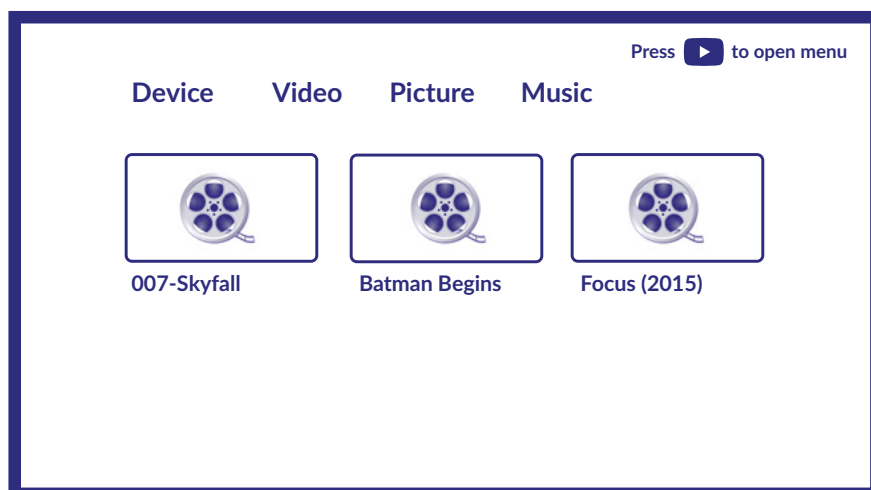 Press to open menu
Device Video Picture Music
007-Skyfall Batman Begins Focus (2015)